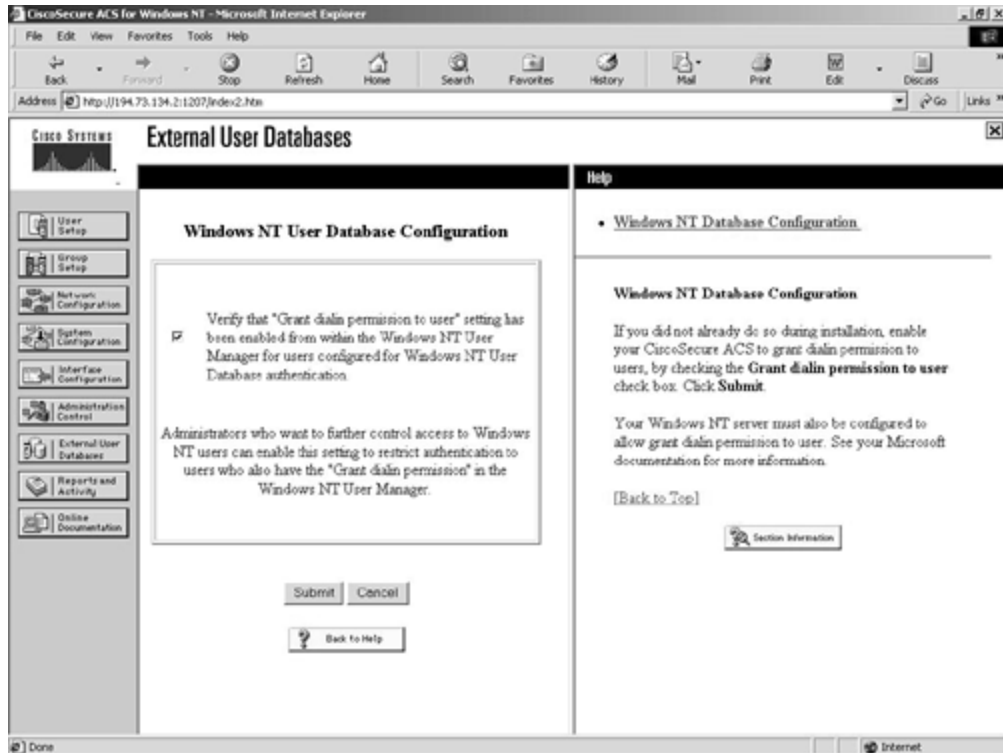 CiscoSecure ACS for Windows NT - Microsoft Internet Explorer
File Edit View Favorites Tools Help
Back Forward Stop Refresh Home Search Favorites History Mail Print Edit Discuss
Address http://194.73.134.2:1207/index2.htm Go Links »
CISCO SYSTEMS
External User Databases
User
Setup
Group
Setup
Network
Configuration
System
Configuration
Interface
Configuration
Administration
Control
External User
Databases
Reports and
Activity
Online
Documentation
Windows NT User Database Configuration
Verify that "Grant dialin permission to user" setting has
been enabled from within the Windows NT User
Manager for users configured for Windows NT User
Database authentication.
Administrators who want to further control access to Windows
NT users can enable this setting to restrict authentication to
users who also have the "Grant dialin permission" in the
Windows NT User Manager.
Submit Cancel
Back to Help
Help
• Windows NT Database Configuration
Windows NT Database Configuration
If you did not already do so during installation, enable
your CiscoSecure ACS to grant dialin permission to
users, by checking the Grant dialin permission to user
check box. Click Submit.
Your Windows NT server must also be configured to
allow grant dialin permission to user. See your Microsoft
documentation for more information.
[Back to Top]
Section Information
Done Internet